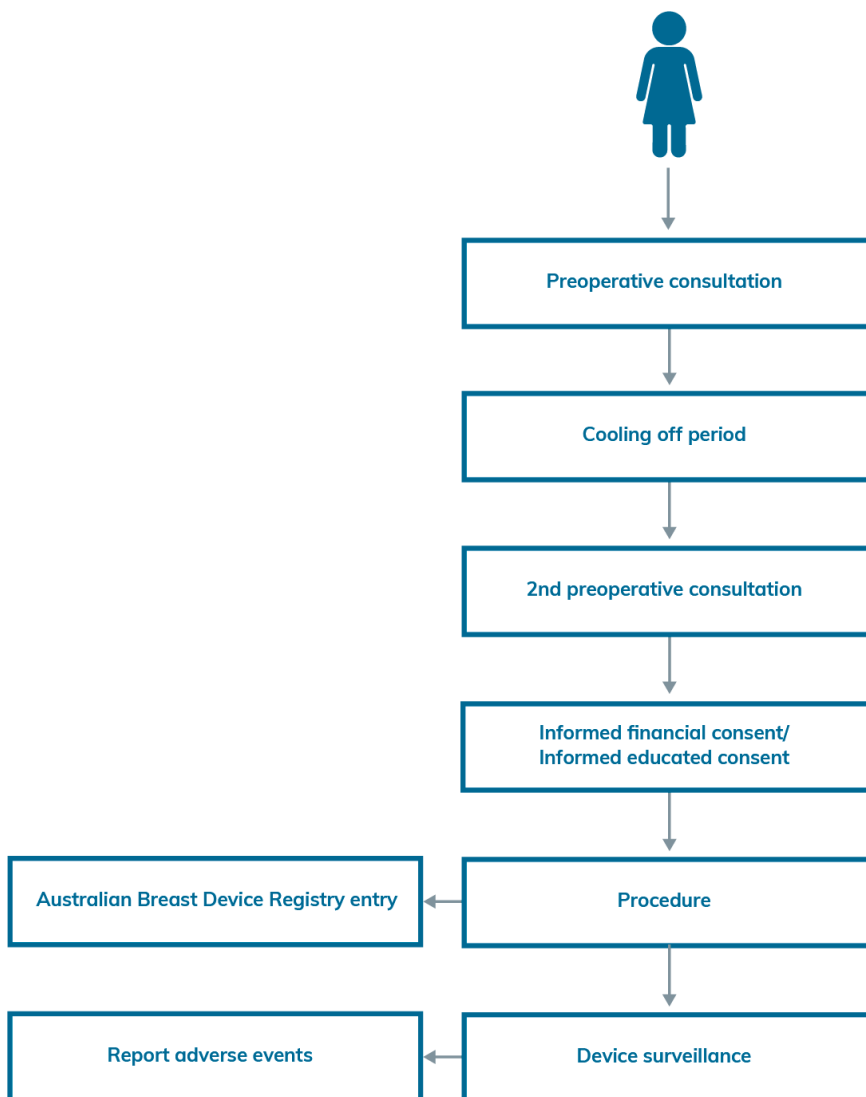 Preoperative consultation
Cooling off period
2nd preoperative consultation
Informed financial consent/
Informed educated consent
Australian Breast Device Registry entry
Procedure
Report adverse events
Device surveillance